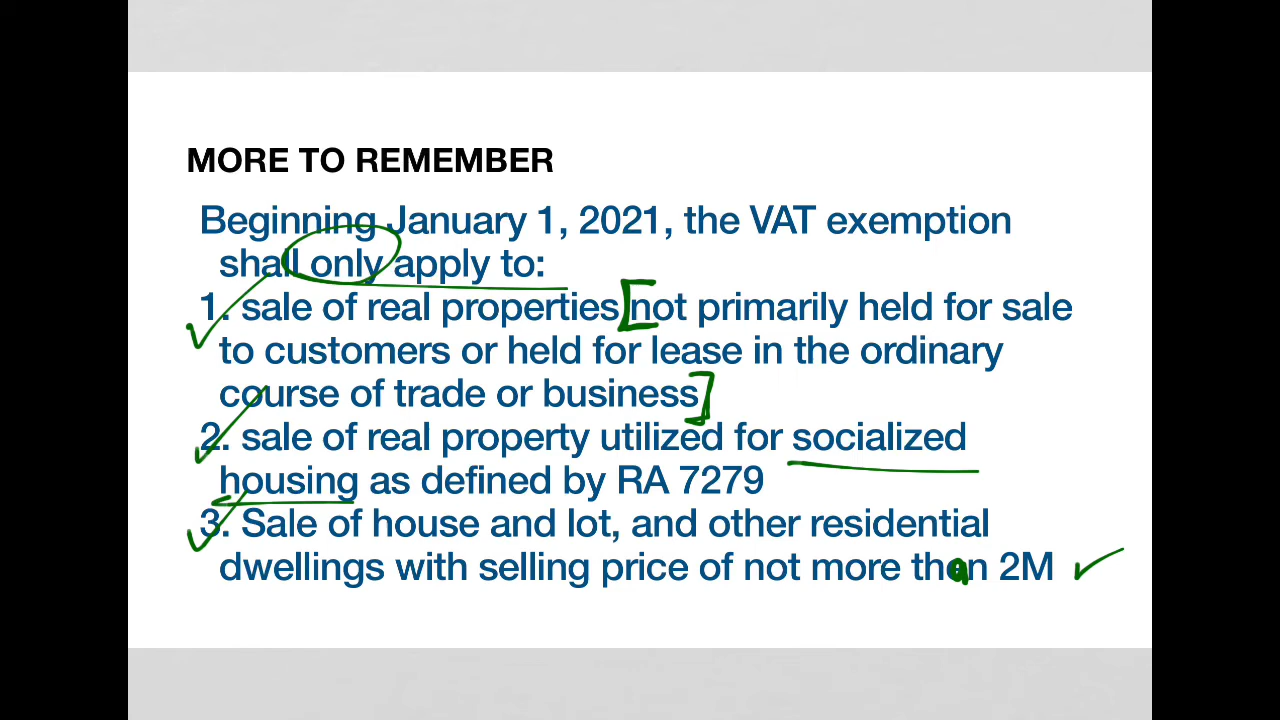 MORE TO REMEMBER
Beginning January 1, 2021, the VAT exemption
shall only apply to:
1. sale of real properties [not primarily held for sale
to customers or held for lease in the ordinary
course of trade or business]
2. sale of real property utilized for socialized
housing as defined by RA 7279
3. Sale of house and lot, and other residential
dwellings with selling price of not more than 2M